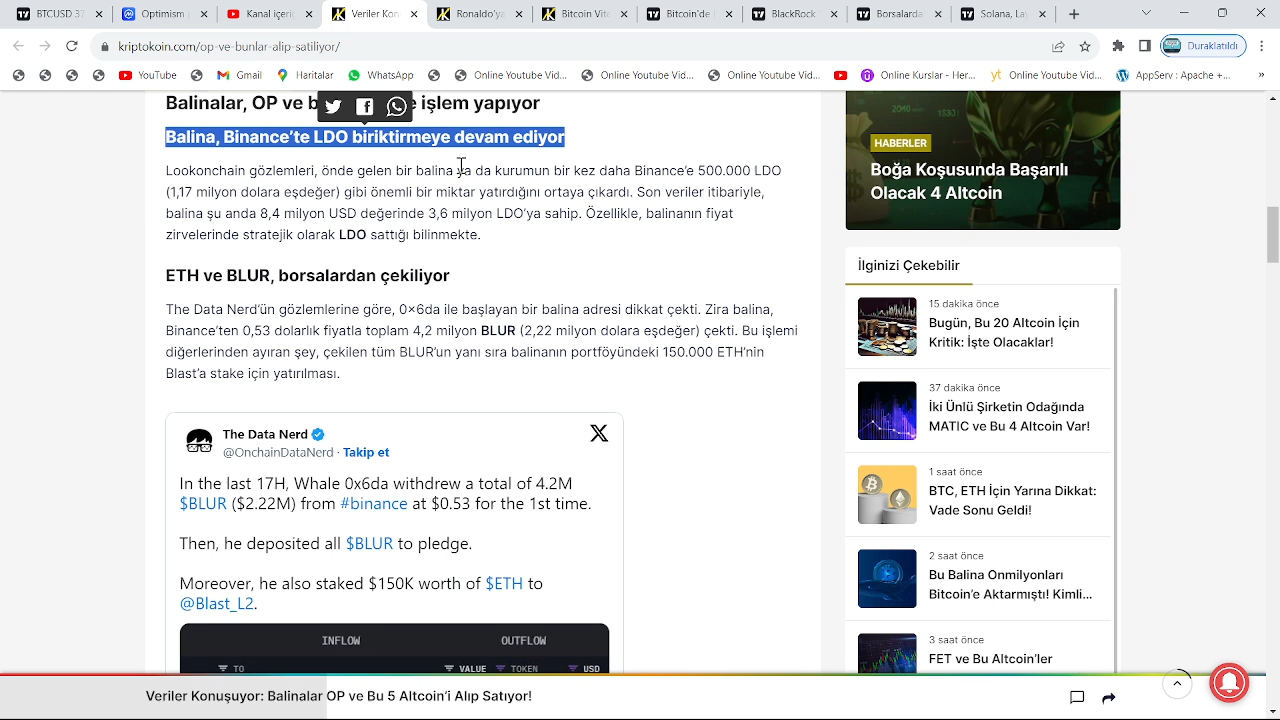 BTCUSD 37
Optimism
Kanal içeri
Veriler Kon
Ronaldo'ya
Bitcoin Vite
Bitcoin'de
BlackRock
Borsalarda
Solana, Lay
kriptokoin.com/op-ve-bunlar-alip-satiliyor/
Duraklatıldı
YouTube
Gmail
Haritalar
WhatsApp
Online Youtube Vid...
Online Youtube Vid...
Online Youtube Vid...
Online Kurslar - Her...
Online Youtube Vid...
AppServ : Apache +...
»
Balinalar, OP ve b işlem yapıyor
Balina, Binance'te LDO biriktirmeye devam ediyor
Lookonchain gözlemleri, önde gelen bir balina ya da kurumun bir kez daha Binance'e 500.000 LDO
(1,17 milyon dolara eşdeğer) gibi önemli bir miktar yatırdığını ortaya çıkardı. Son veriler itibariyle,
balina şu anda 8,4 milyon USD değerinde 3,6 milyon LDO'ya sahip. Özellikle, balinanın fiyat
zirvelerinde stratejik olarak LDO sattığı bilinmekte.
ETH ve BLUR, borsalardan çekiliyor
The Data Nerd'ün gözlemlerine göre, 0x6da ile başlayan bir balina adresi dikkat çekti. Zira balina,
Binance'ten 0,53 dolarlık fiyatla toplam 4,2 milyon BLUR (2,22 milyon dolara eşdeğer) çekti. Bu işlemi
diğerlerinden ayıran şey, çekilen tüm BLUR'un yanı sıra balinanın portföyündeki 150.000 ETH'nin
Blast'a stake için yatırılması.
The Data Nerd
@OnchainDataNerd · Takip et
In the last 17H, Whale 0x6da withdrew a total of 4.2M
$BLUR ($2.22M) from #binance at $0.53 for the 1st time.
Then, he deposited all $BLUR to pledge.
Moreover, he also staked $150K worth of $ETH to
@Blast_L2.
INFLOW
OUTFLOW
TO
VALUE
TOKEN
USD
HABERLER
Boğa Koşusunda Başarılı
Olacak 4 Altcoin
İlginizi Çekebilir
15 dakika önce
Bugün, Bu 20 Altcoin İçin
Kritik: İşte Olacaklar!
37 dakika önce
İki Ünlü Şirketin Odağında
MATIC ve Bu 4 Altcoin Var!
1 saat önce
BTC, ETH İçin Yarına Dikkat:
Vade Sonu Geldi!
2 saat önce
Bu Balina Onmilyonları
Bitcoin'e Aktarmıştı! Kimli...
3 saat önce
FET ve Bu Altcoin'ler
Veriler Konuşuyor: Balinalar OP ve Bu 5 Altcoin'i Alıp Satıyor!